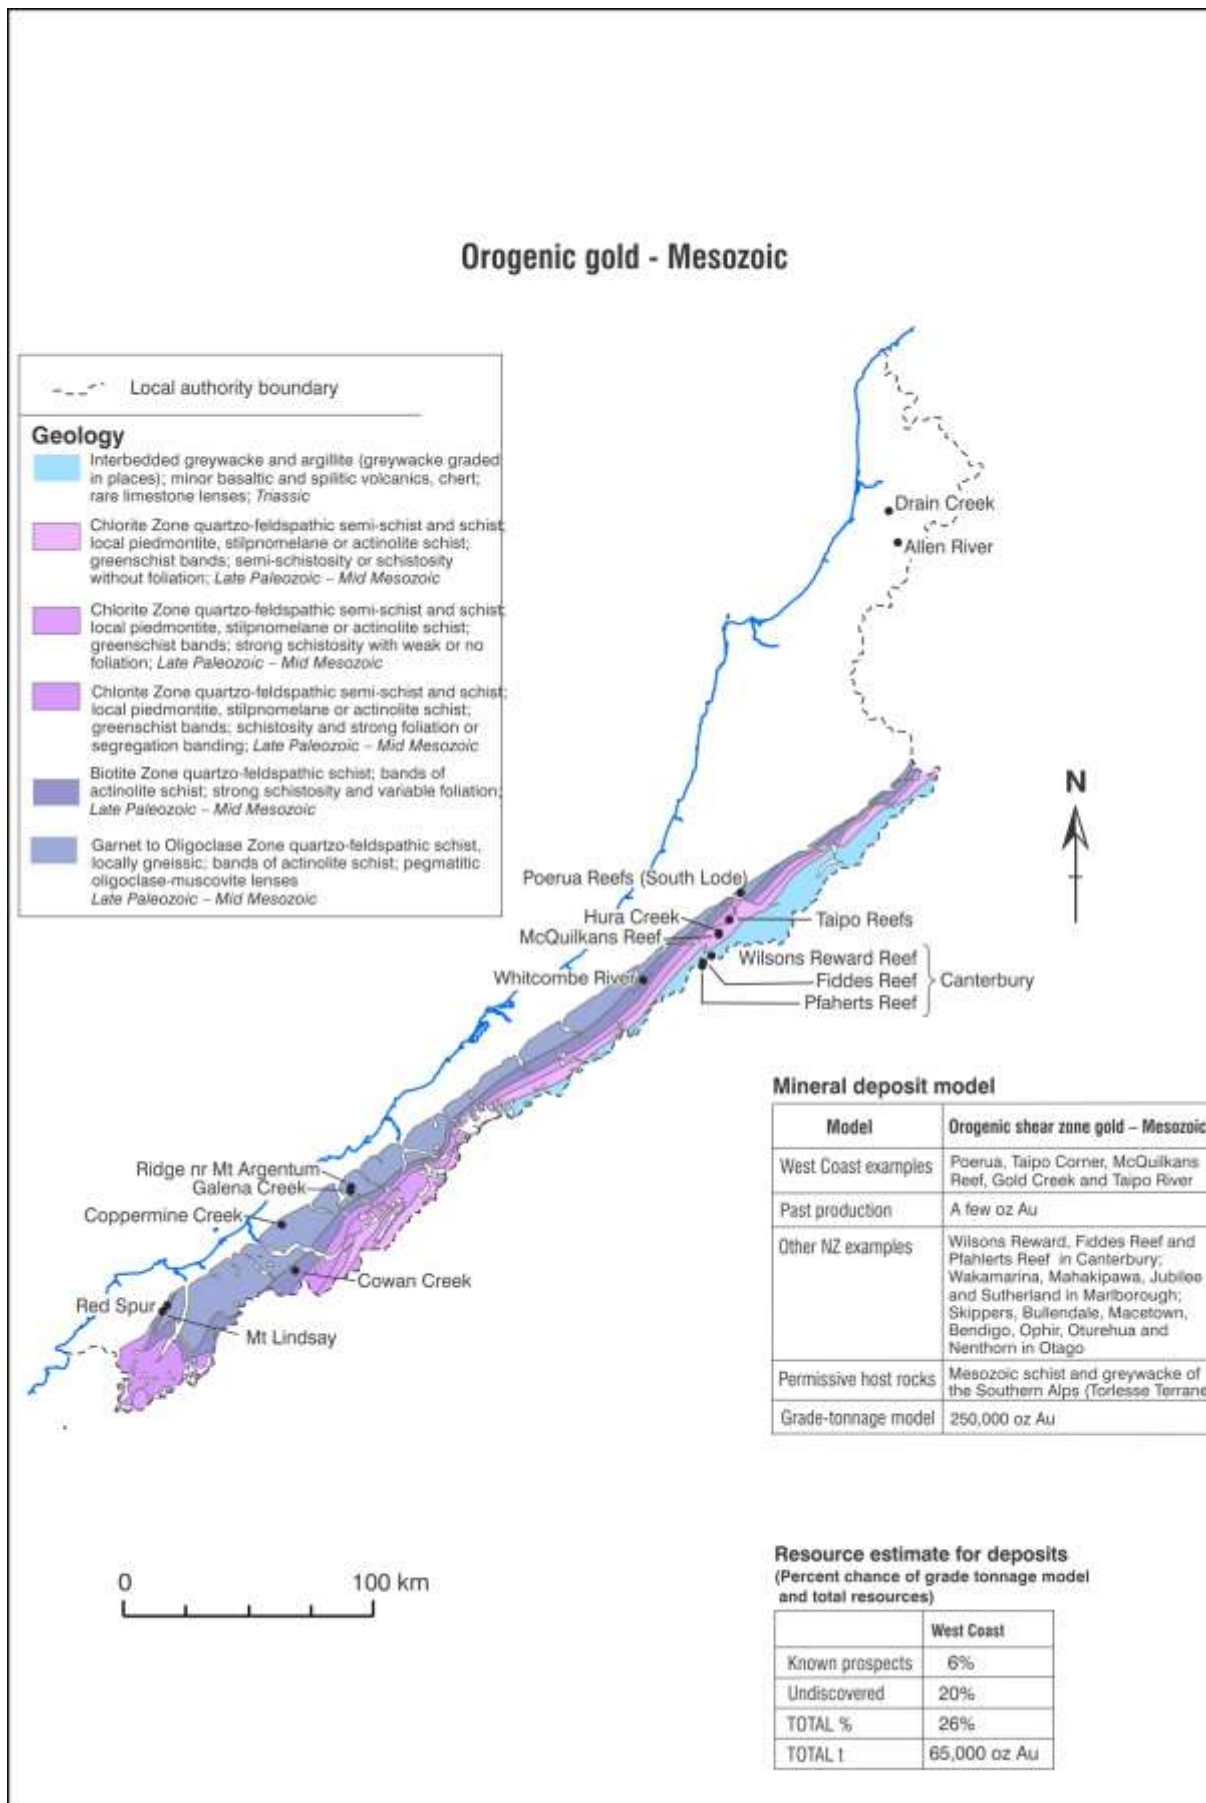 Orogenic gold - Mesozoic
Local authority boundary
Geology
Interbedded greywacke and argillite (greywacke graded
in places); minor basaltic and spilitic volcanics, chert;
rare limestone lenses; Triassic
Chlorite Zone quartzo-feldspathic semi-schist and schist;
local piedmontite, stilpnomelane or actinolite schist;
greenschist bands; semi-schistosity or schistosity
without foliation; Late Paleozoic – Mid Mesozoic
Chlorite Zone quartzo-feldspathic semi-schist and schist;
local piedmontite, stilpnomelane or actinolite schist;
greenschist bands; strong schistosity with weak or no
foliation; Late Paleozoic – Mid Mesozoic
Chlorite Zone quartzo-feldspathic semi-schist and schist;
local piedmontite, stilpnomelane or actinolite schist;
greenschist bands; schistosity and strong foliation or
segregation banding; Late Paleozoic – Mid Mesozoic
Biotite Zone quartzo-feldspathic schist; bands of
actinolite schist; strong schistosity and variable foliation;
Late Paleozoic – Mid Mesozoic
Garnet to Oligoclase Zone quartzo-feldspathic schist,
locally gneissic; bands of actinolite schist; pegmatitic
oligoclase-muscovite lenses
Late Paleozoic – Mid Mesozoic
Drain Creek
Allen River
N
Poerua Reefs (South Lode)
Hura Creek
Taipo Reefs
McQuilkans Reef
Wilsons Reward Reef
Whitcombe River
Fiddes Reef
Canterbury
Pfaherts Reef
Ridge nr Mt Argentum
Galena Creek
Coppermine Creek
Cowan Creek
Red Spur
Mt Lindsay
Mineral deposit model
Model Orogenic shear zone gold – Mesozoic
West Coast examples Poerua, Taipo Corner, McQuilkans
Reef, Gold Creek and Taipo River
Past production A few oz Au
Other NZ examples Wilsons Reward, Fiddes Reef and
Pfahlerts Reef in Canterbury;
Wakamarina, Mahakipawa, Jubilee
and Sutherland in Marlborough;
Skippers, Bullendale, Macetown,
Bendigo, Ophir, Oturehua and
Nenthorn in Otago
Permissive host rocks Mesozoic schist and greywacke of
the Southern Alps (Torlesse Terrane
Grade-tonnage model 250,000 oz Au
0 100 km
Resource estimate for deposits
(Percent chance of grade tonnage model
and total resources)
West Coast
Known prospects 6%
Undiscovered 20%
TOTAL % 26%
TOTAL t 65,000 oz Au